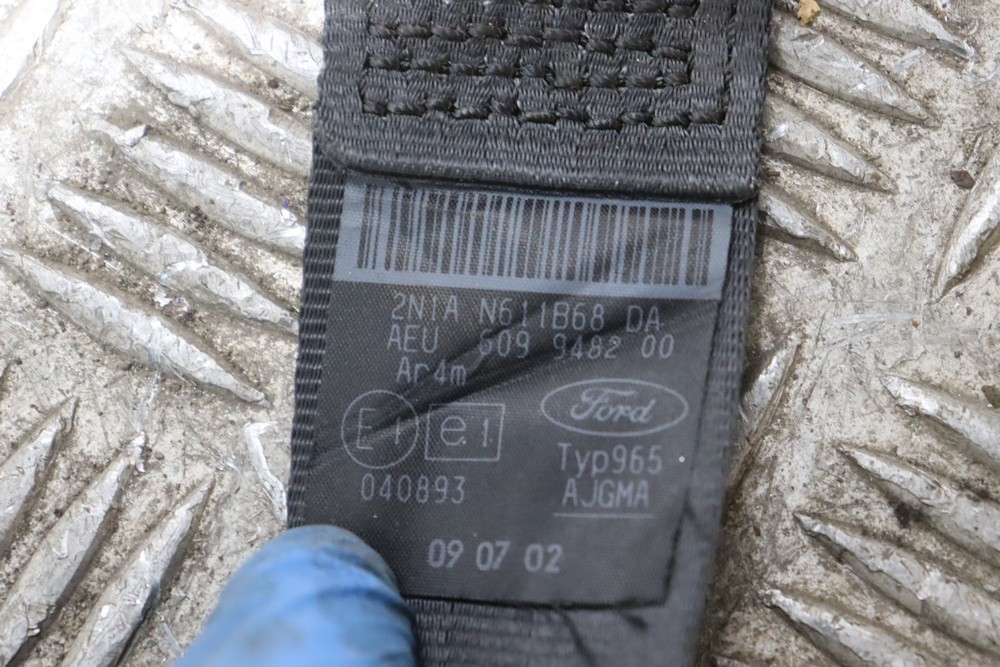 2N1A N611B68 DA
AEU 609 9482 00
Ar4m
E1 e1 Ford
040893 Typ965
AJGMA
09 07 02